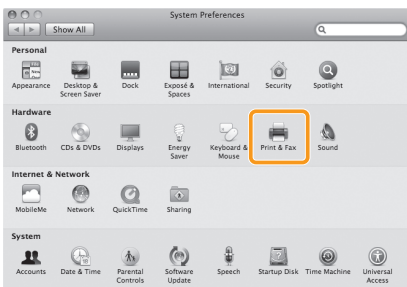 System Preferences
Show All
Personal
Appearance Desktop & Dock Exposé & International Security Spotlight
Screen Saver Spaces
Hardware
Bluetooth CDs & DVDs Displays Energy Keyboard & Print & Fax Sound
Saver Mouse
Internet & Network
MobileMe Network QuickTime Sharing
System
Accounts Date & Time Parental Software Speech Startup Disk Time Machine Universal
Controls Update Access